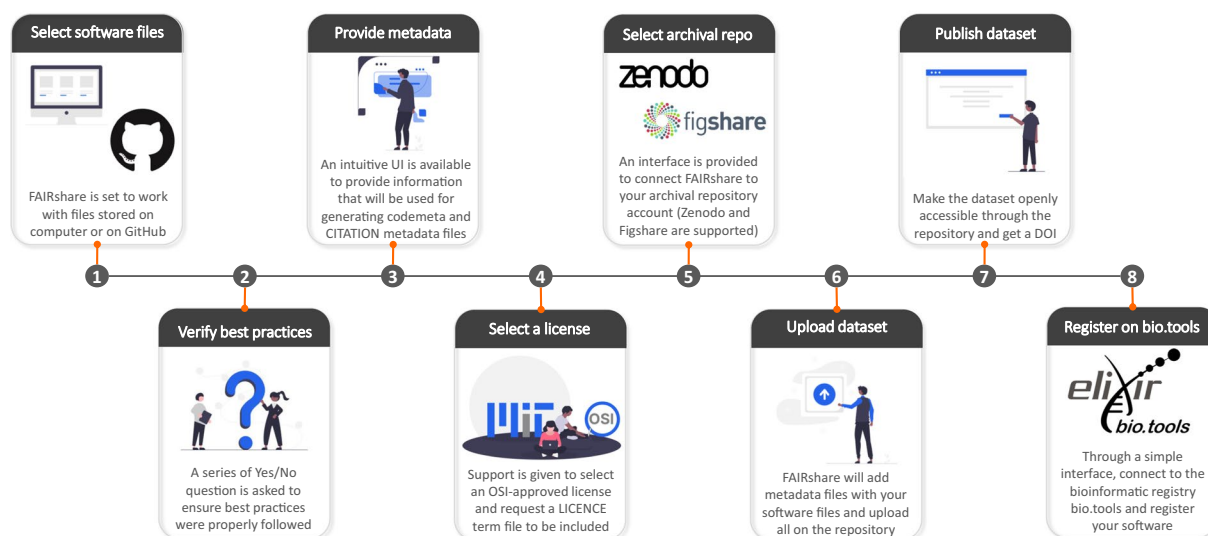 Select software files
FAIRshare is set to work
with files stored on
computer or on GitHub
Provide metadata
An intuitive UI is available
to provide information
that will be used for
generating codemeta and
CITATION metadata files
Select archival repo
zenodo
figshare
An interface is provided
to connect FAIRshare to
your archival repository
account (Zenodo and
Figshare are supported)
Publish dataset
Make the dataset openly
accessible through the
repository and get a DOI
1
2
3
4
5
6
7
8
Verify best practices
?
A series of Yes/No
question is asked to
ensure best practices
were properly followed
Select a license
MIT
OSI
Support is given to select
an OSI-approved license
and request a LICENCE
term file to be included
Upload dataset
FAIRshare will add
metadata files with your
software files and upload
all on the repository
Register on bio.tools
elixir
bio.tools
Through a simple
interface, connect to the
bioinformatic registry
bio.tools and register
your software